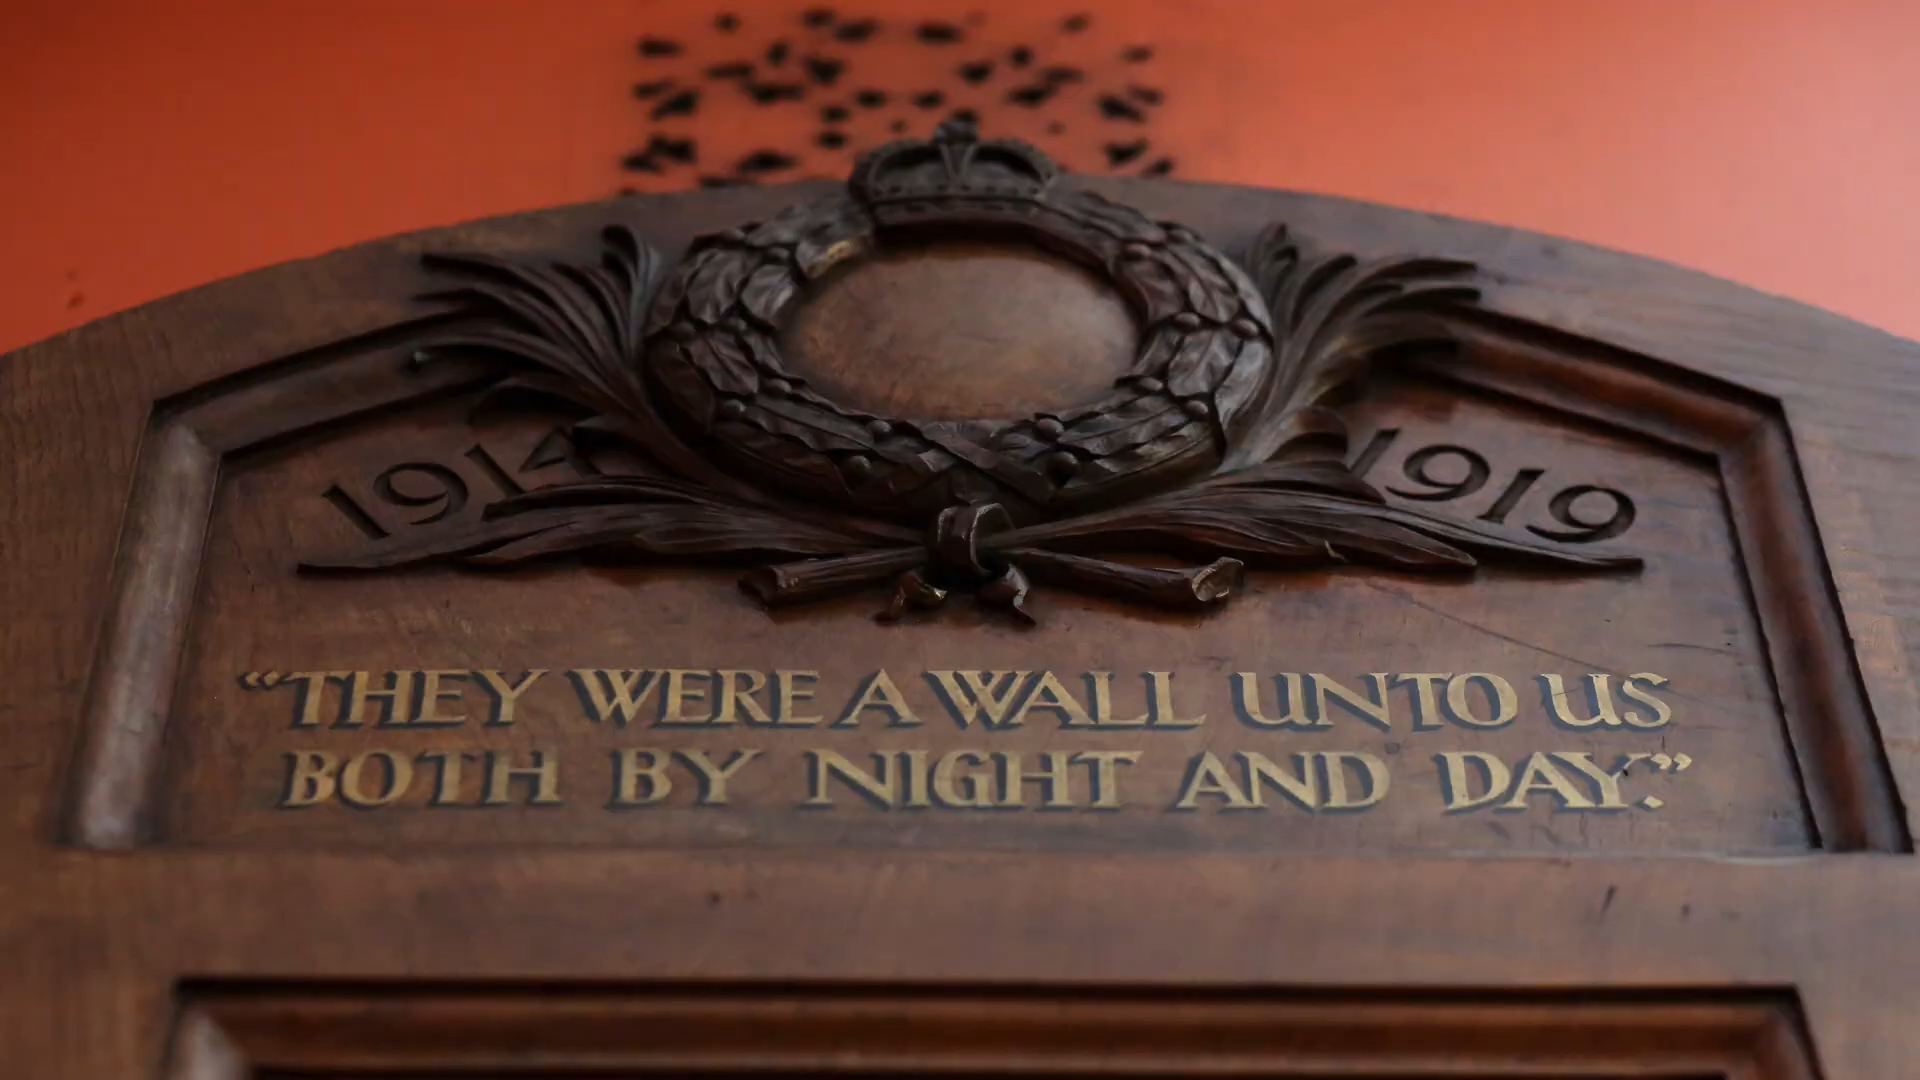 1914 1919
“THEY WERE A WALL UNTO US
BOTH BY NIGHT AND DAY.”